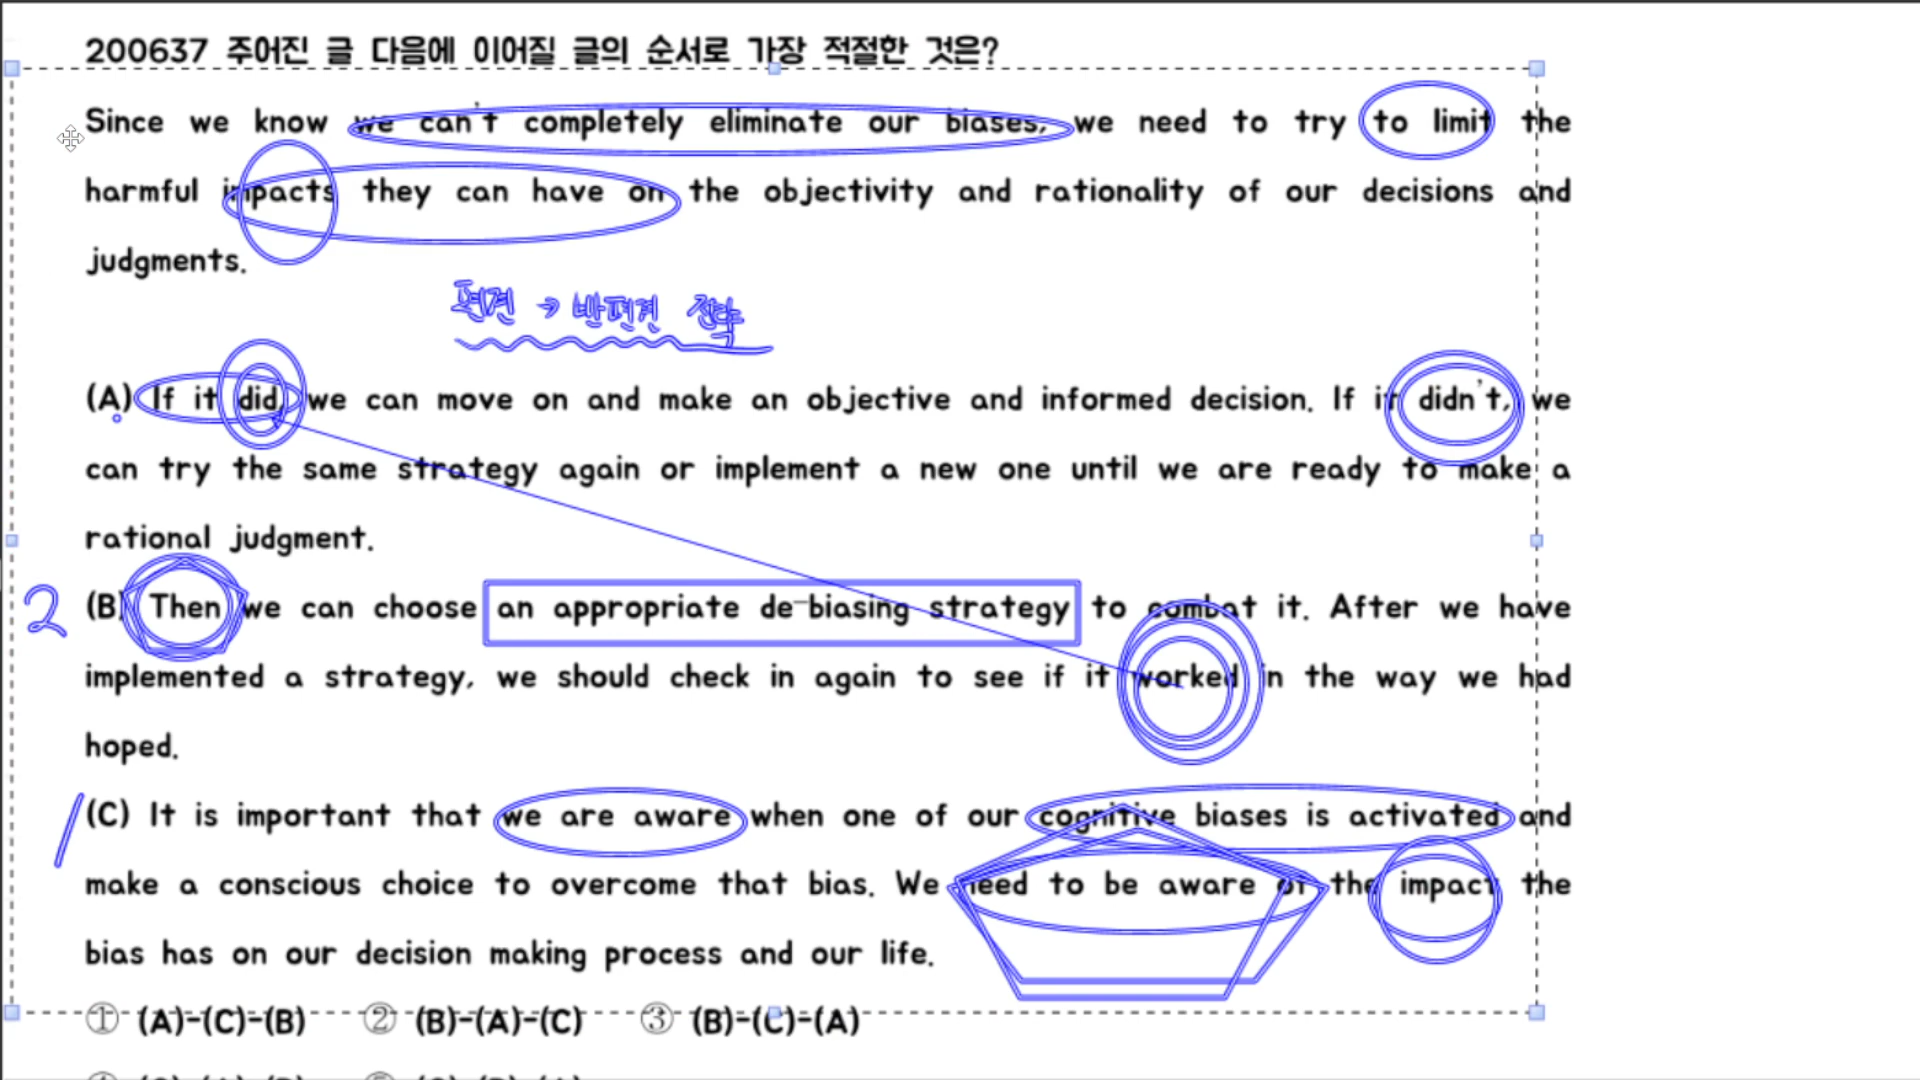 200637 주어진 글 다음에 이어질 글의 순서로 가장 적절한 것은?
Since we know we can't completely eliminate our biases, we need to try to limit the
harmful impacts they can have on the objectivity and rationality of our decisions and
judgments.
편견 → 반편견 전략
(A) If it did, we can move on and make an objective and informed decision. If it didn't, we
can try the same strategy again or implement a new one until we are ready to make a
rational judgment.
2 (B) Then we can choose an appropriate de-biasing strategy to combat it. After we have
implemented a strategy, we should check in again to see if it worked in the way we had
hoped.
1 (C) It is important that we are aware when one of our cognitive biases is activated and
make a conscious choice to overcome that bias. We need to be aware of the impact the
bias has on our decision making process and our life.
① (A)-(C)-(B) ② (B)-(A)-(C) ③ (B)-(C)-(A)